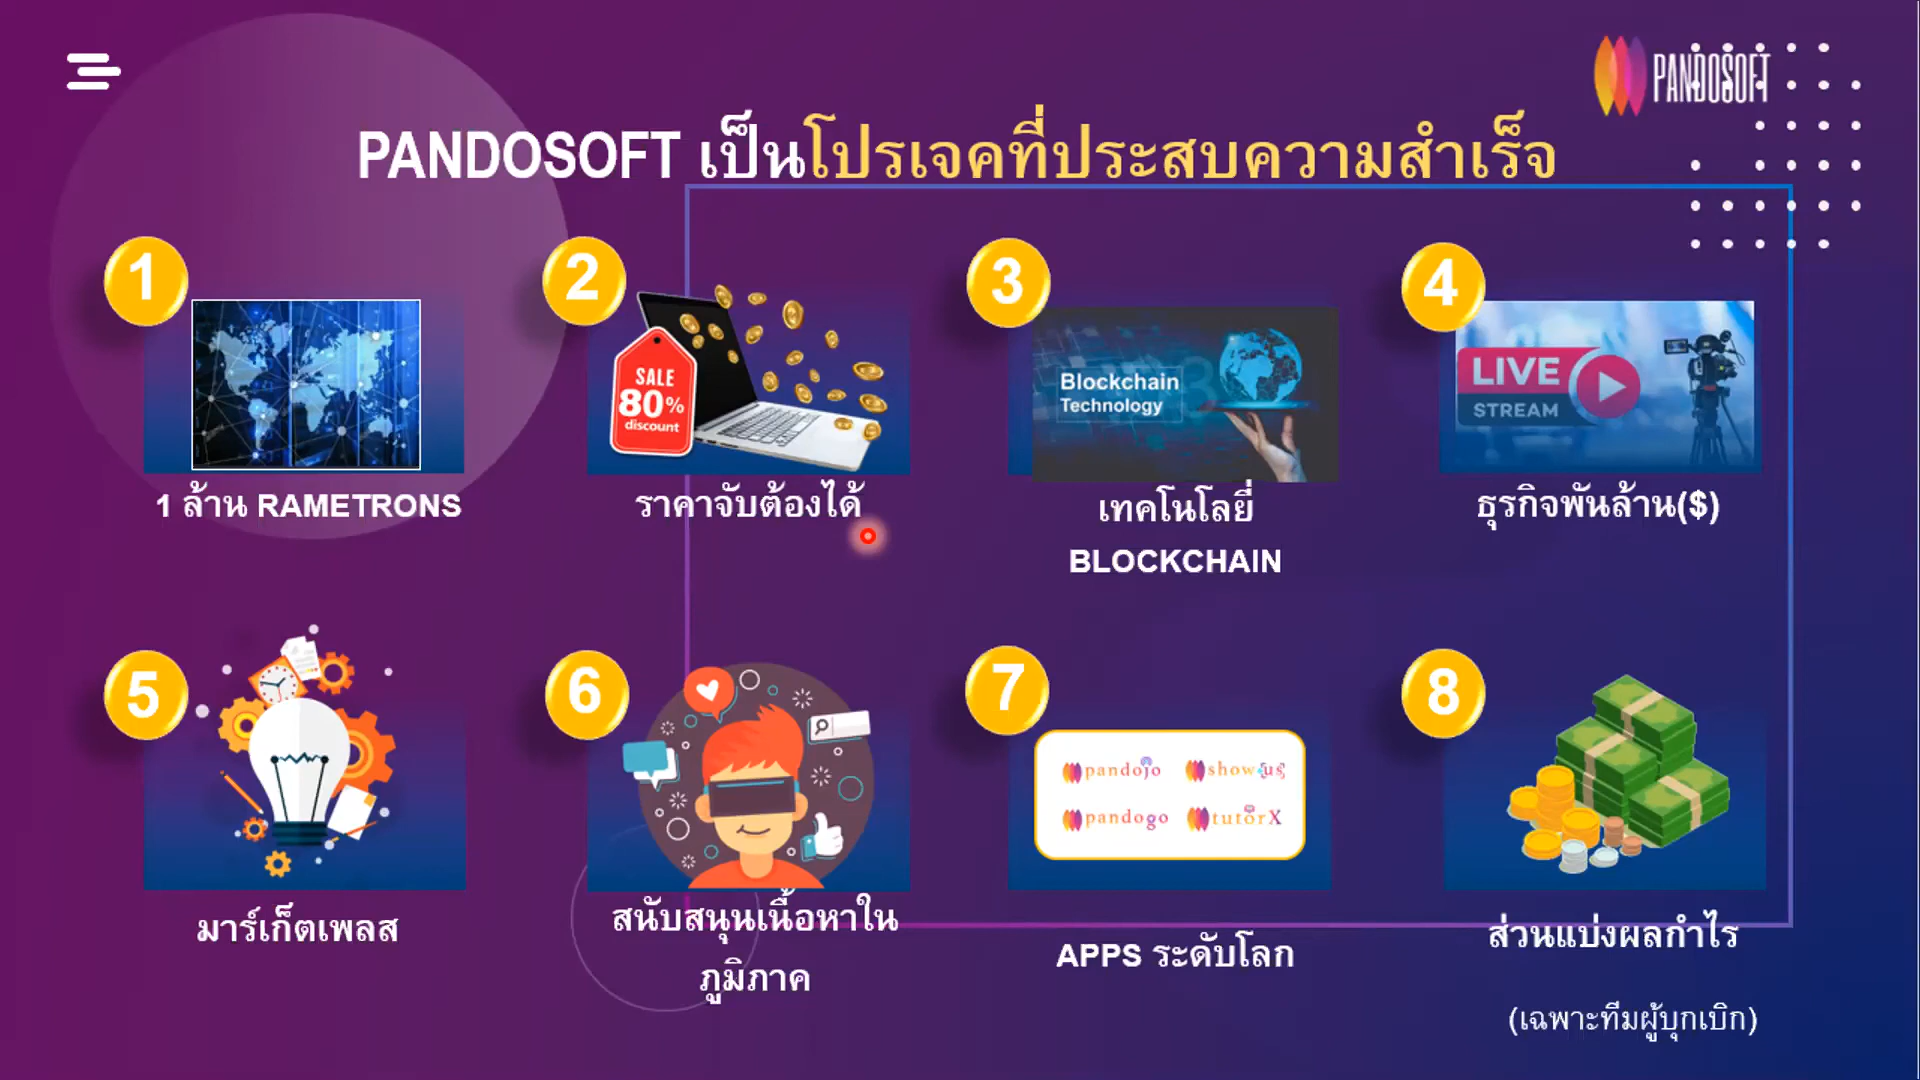 PANDOSOFT
PANDOSOFT เป็นโปรเจคที่ประสบความสำเร็จ
1
2
3
4
SALE
80%
discount
Blockchain
Technology
LIVE
STREAM
1 ล้าน RAMETRONS
ราคาจับต้องได้
เทคโนโลยี่
BLOCKCHAIN
ธุรกิจพันล้าน($)
5
6
7
8
pandojo
showus
pandogo
tutorX
มาร์เก็ตเพลส
สนับสนุนเนื้อหาใน
ภูมิภาค
APPS ระดับโลก
ส่วนแบ่งผลกำไร
(เฉพาะทีมผู้บุกเบิก)